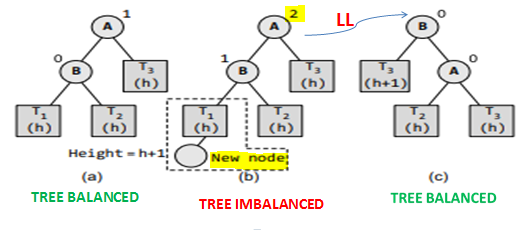 A 1
B 0
T3
(h)
T1
(h)
T2
(h)
(a)
TREE BALANCED
A 2
B 1
T3
(h)
T1
(h)
T2
(h)
Height = h+1
New node
(b)
TREE IMBALANCED
LL
B 0
T3
(h+1)
A 0
T2
(h)
T3
(h)
(c)
TREE BALANCED